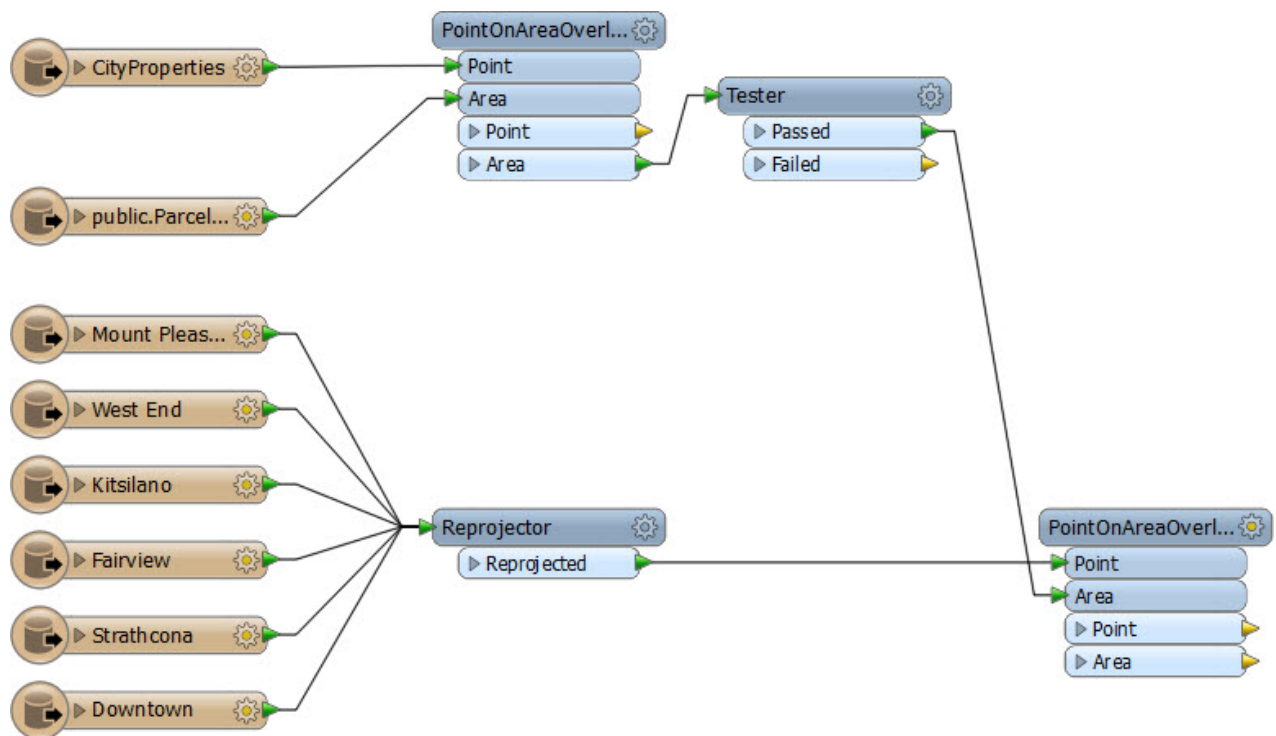 PointOnAreaOverl...
CityProperties
Point
Area
Point
Area
Tester
Passed
Failed
public.Parcel...
Mount Pleas...
West End
Kitsilano
Fairview
Strathcona
Downtown
Reprojector
Reprojected
PointOnAreaOverl...
Point
Area
Point
Area